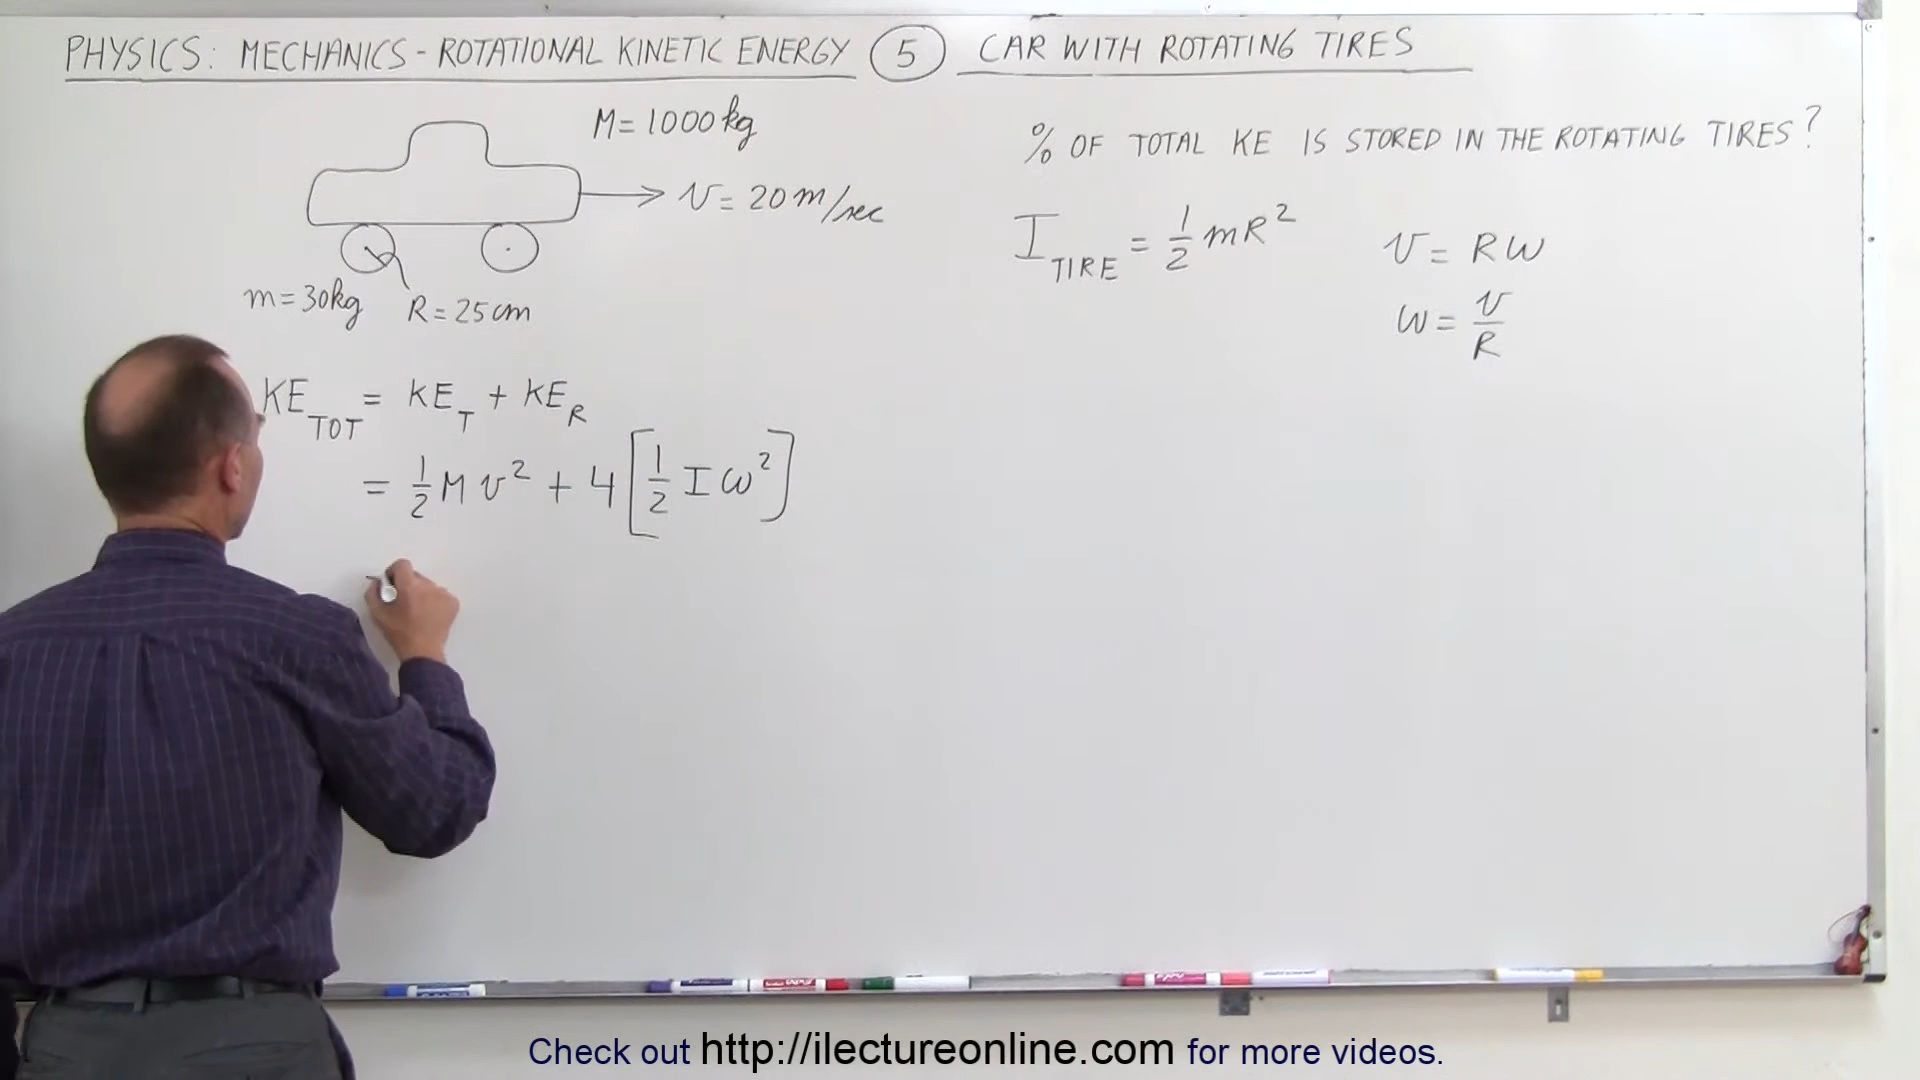 PHYSICS: MECHANICS - ROTATIONAL KINETIC ENERGY 5 CAR WITH ROTATING TIRES
M = 1000 kg
v = 20 m/sec
m = 30 kg R = 25 cm
% OF TOTAL KE IS STORED IN THE ROTATING TIRES?
I_TIRE = 1/2 mR² v = Rω
ω = v/R
KE_TOT = KE_T + KE_R
= 1/2 M v² + 4 [1/2 I ω²]
Check out http://ilectureonline.com for more videos.